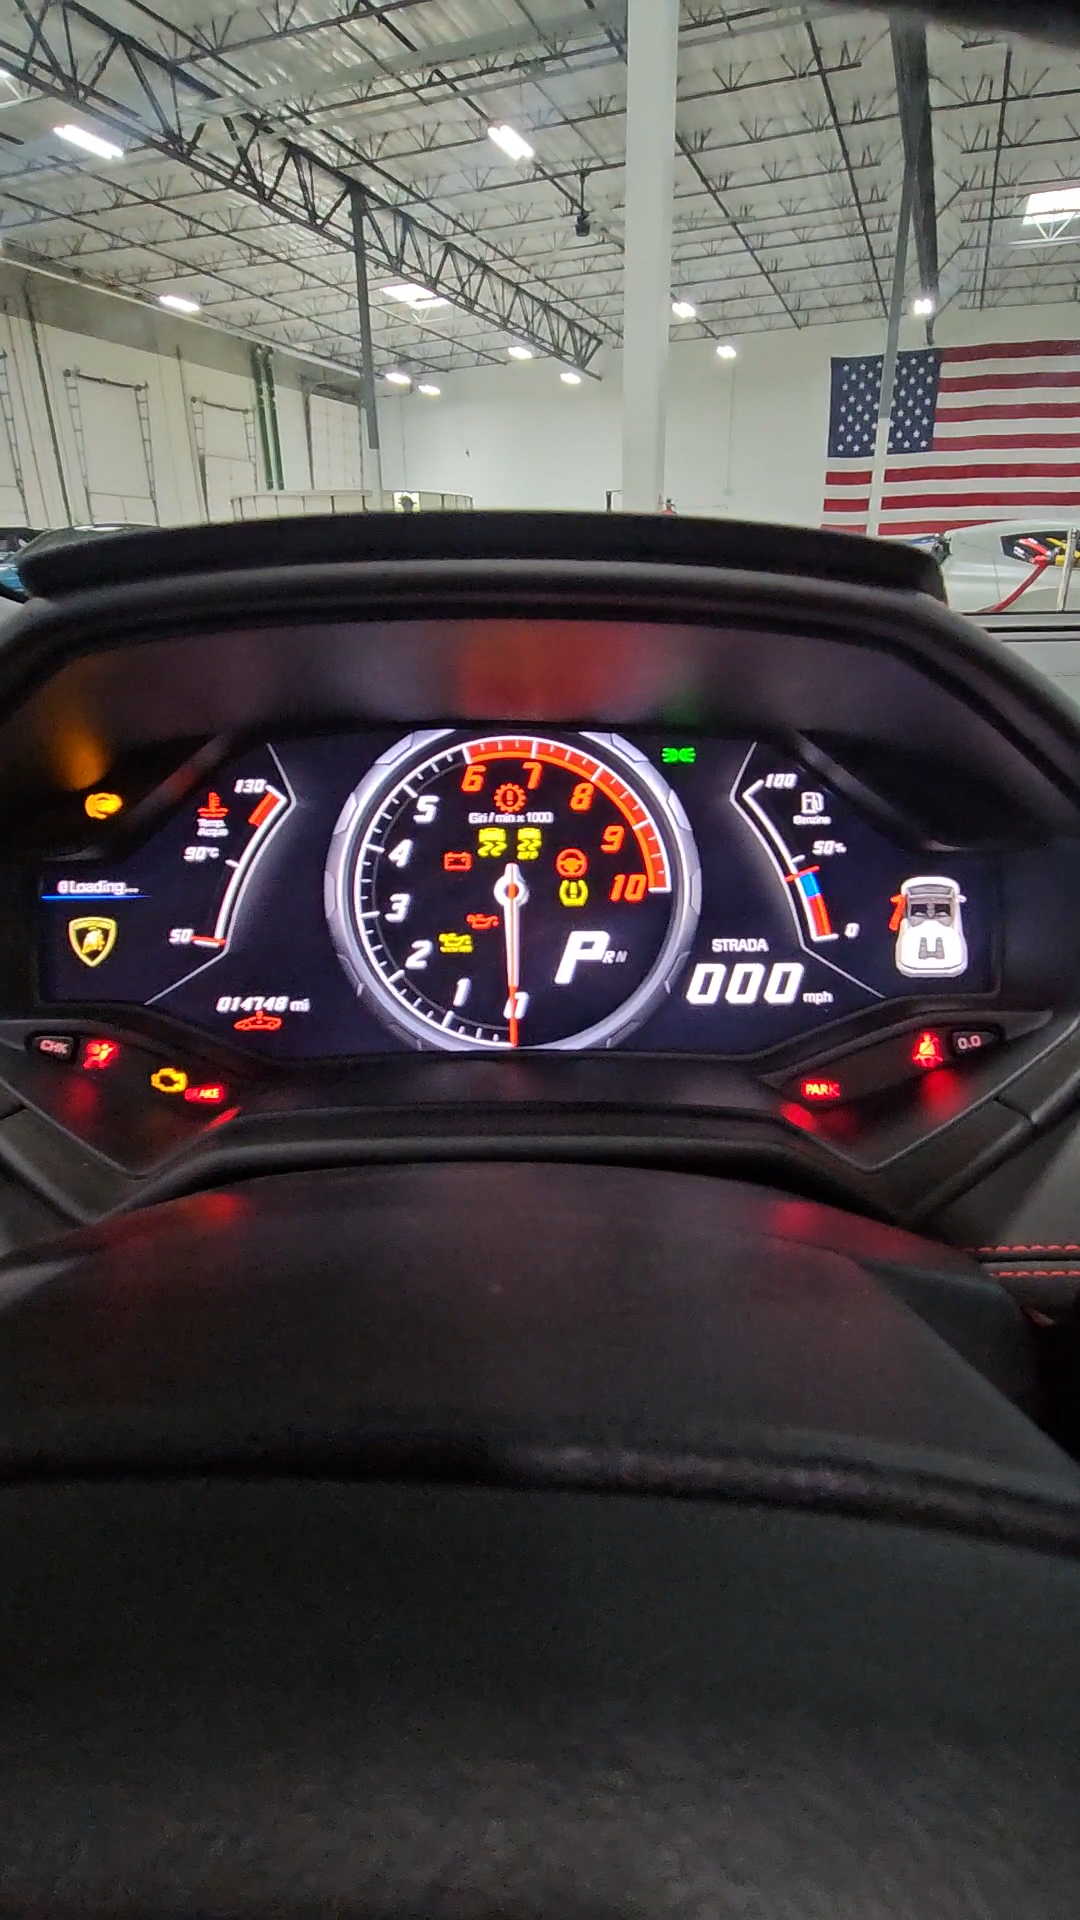 130
Temp.
Acqua
90°C
50
Loading...
014748 mi
6
7
8
9
10
5
4
3
2
1
0
Giri / min x 1000
OFF
P R N
100
Benzina
50%
0
STRADA
000 mph
CHK
BRAKE
PARK
0.0